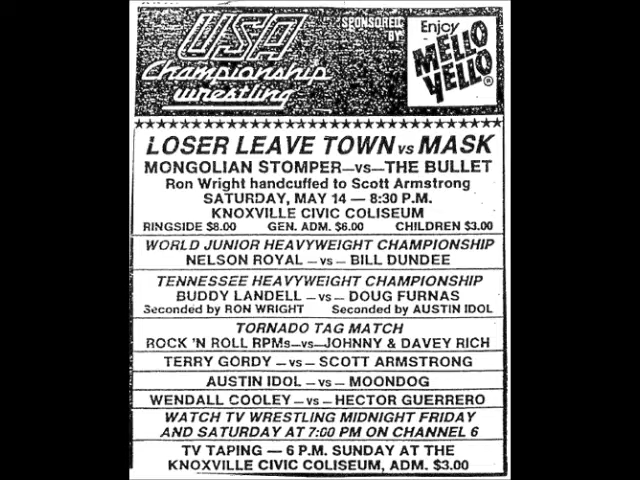 USA
Championship
wrestling
SPONSORED
BY
Enjoy
MELLO
YELLO®
LOSER LEAVE TOWN vs MASK
MONGOLIAN STOMPER—vs—THE BULLET
Ron Wright handcuffed to Scott Armstrong
SATURDAY, MAY 14 — 8:30 P.M.
KNOXVILLE CIVIC COLISEUM
RINGSIDE $8.00 GEN. ADM. $6.00 CHILDREN $3.00
WORLD JUNIOR HEAVYWEIGHT CHAMPIONSHIP
NELSON ROYAL – vs – BILL DUNDEE
TENNESSEE HEAVYWEIGHT CHAMPIONSHIP
BUDDY LANDELL – vs – DOUG FURNAS
Seconded by RON WRIGHT Seconded by AUSTIN IDOL
TORNADO TAG MATCH
ROCK 'N ROLL RPMs–vs–JOHNNY & DAVEY RICH
TERRY GORDY – vs – SCOTT ARMSTRONG
AUSTIN IDOL – vs – MOONDOG
WENDALL COOLEY – vs – HECTOR GUERRERO
WATCH TV WRESTLING MIDNIGHT FRIDAY
AND SATURDAY AT 7:00 PM ON CHANNEL 6
TV TAPING — 6 P.M. SUNDAY AT THE
KNOXVILLE CIVIC COLISEUM, ADM. $3.00